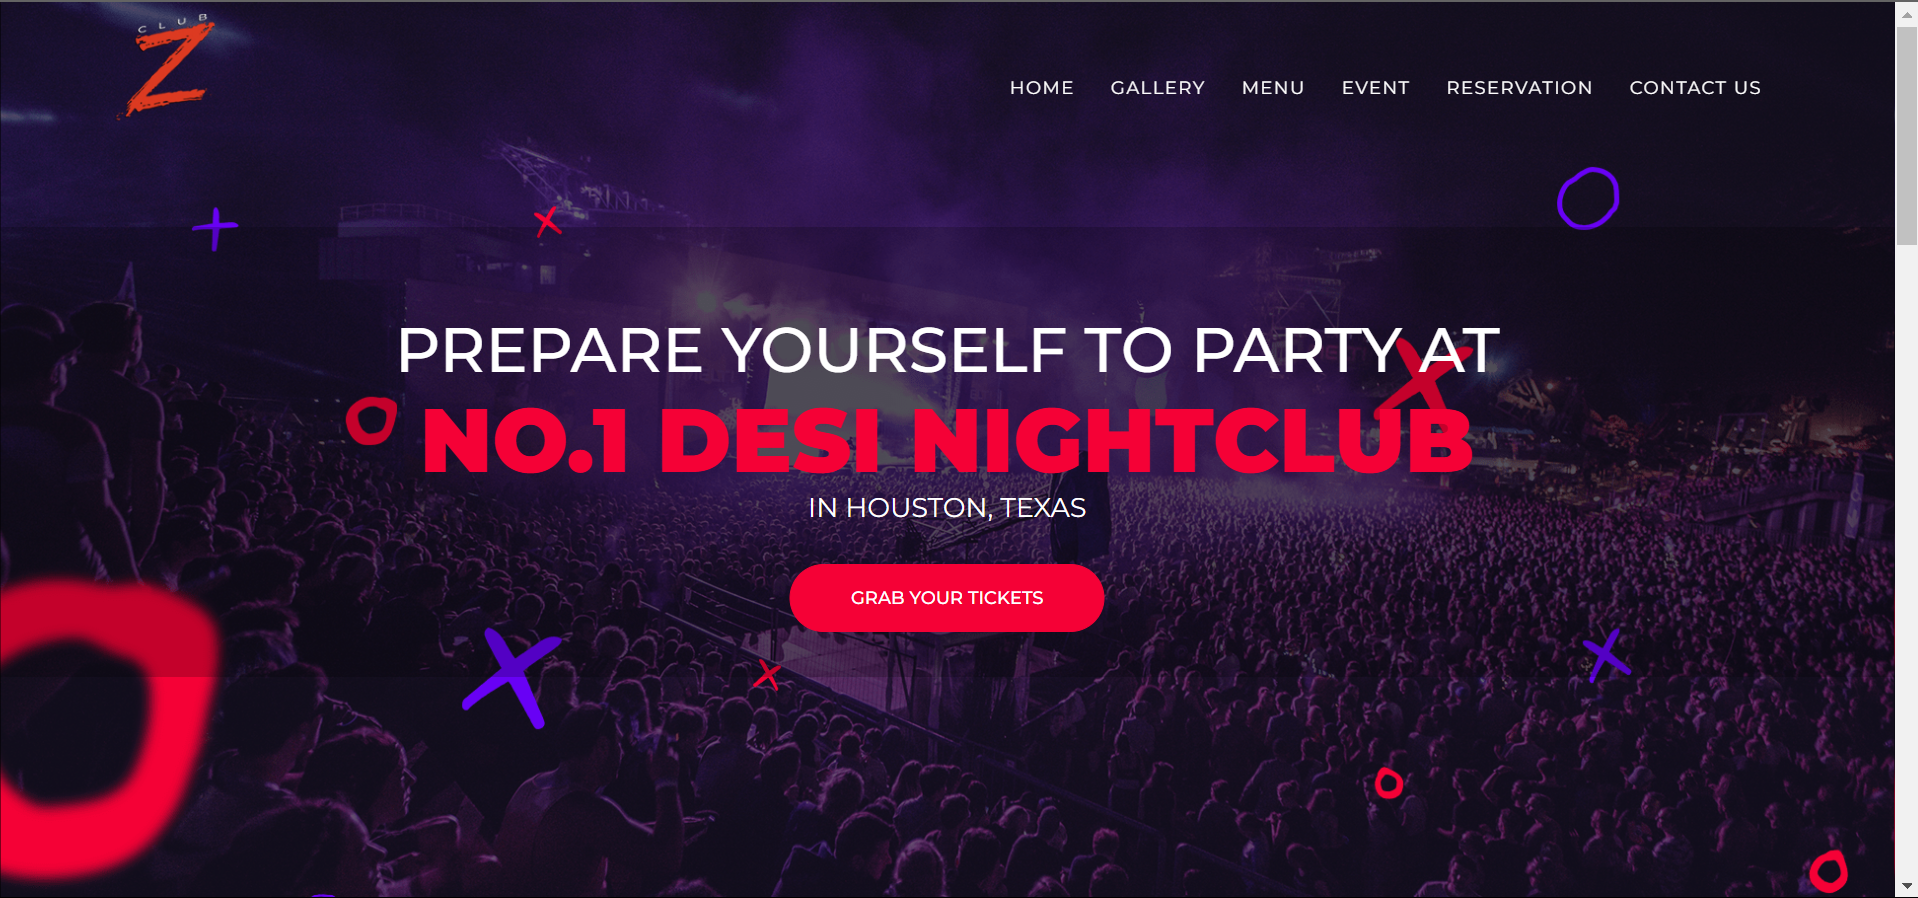 CLUB
Z
HOME GALLERY MENU EVENT RESERVATION CONTACT US
PREPARE YOURSELF TO PARTY AT
NO.1 DESI NIGHTCLUB
IN HOUSTON, TEXAS
GRAB YOUR TICKETS